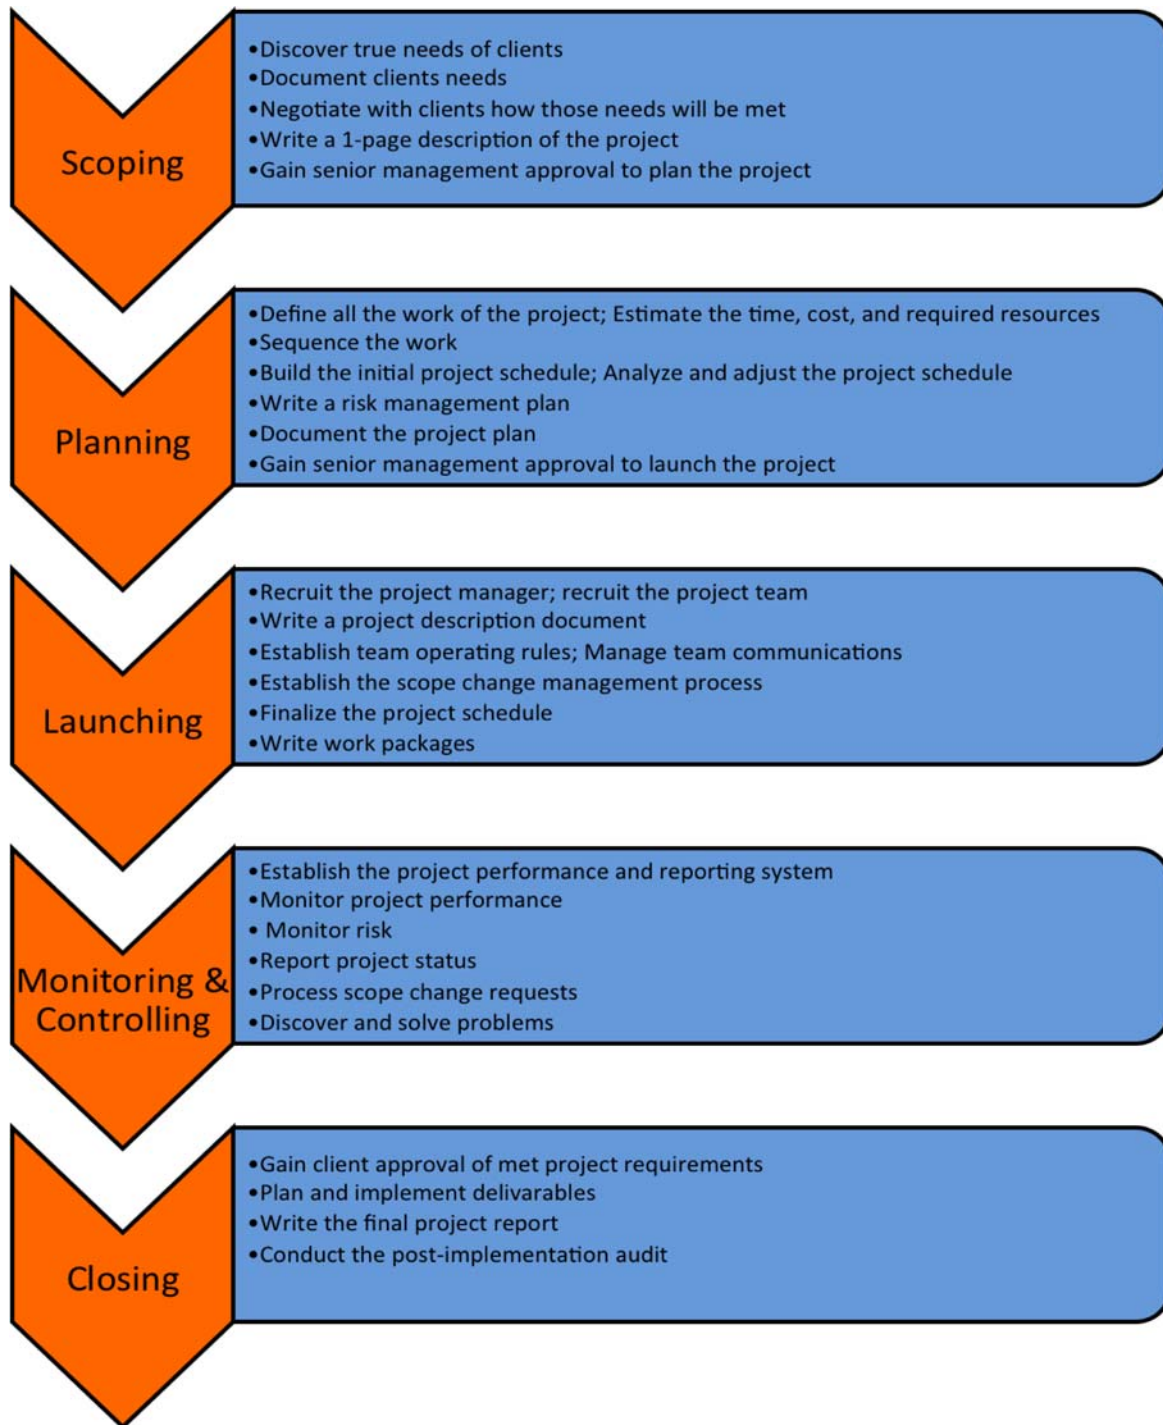 Scoping
•Discover true needs of clients
•Document clients needs
•Negotiate with clients how those needs will be met
•Write a 1-page description of the project
•Gain senior management approval to plan the project
Planning
•Define all the work of the project; Estimate the time, cost, and required resources
•Sequence the work
•Build the initial project schedule; Analyze and adjust the project schedule
•Write a risk management plan
•Document the project plan
•Gain senior management approval to launch the project
Launching
•Recruit the project manager; recruit the project team
•Write a project description document
•Establish team operating rules; Manage team communications
•Establish the scope change management process
•Finalize the project schedule
•Write work packages
Monitoring &
Controlling
•Establish the project performance and reporting system
•Monitor project performance
• Monitor risk
•Report project status
•Process scope change requests
•Discover and solve problems
Closing
•Gain client approval of met project requirements
•Plan and implement delivarables
•Write the final project report
•Conduct the post-implementation audit